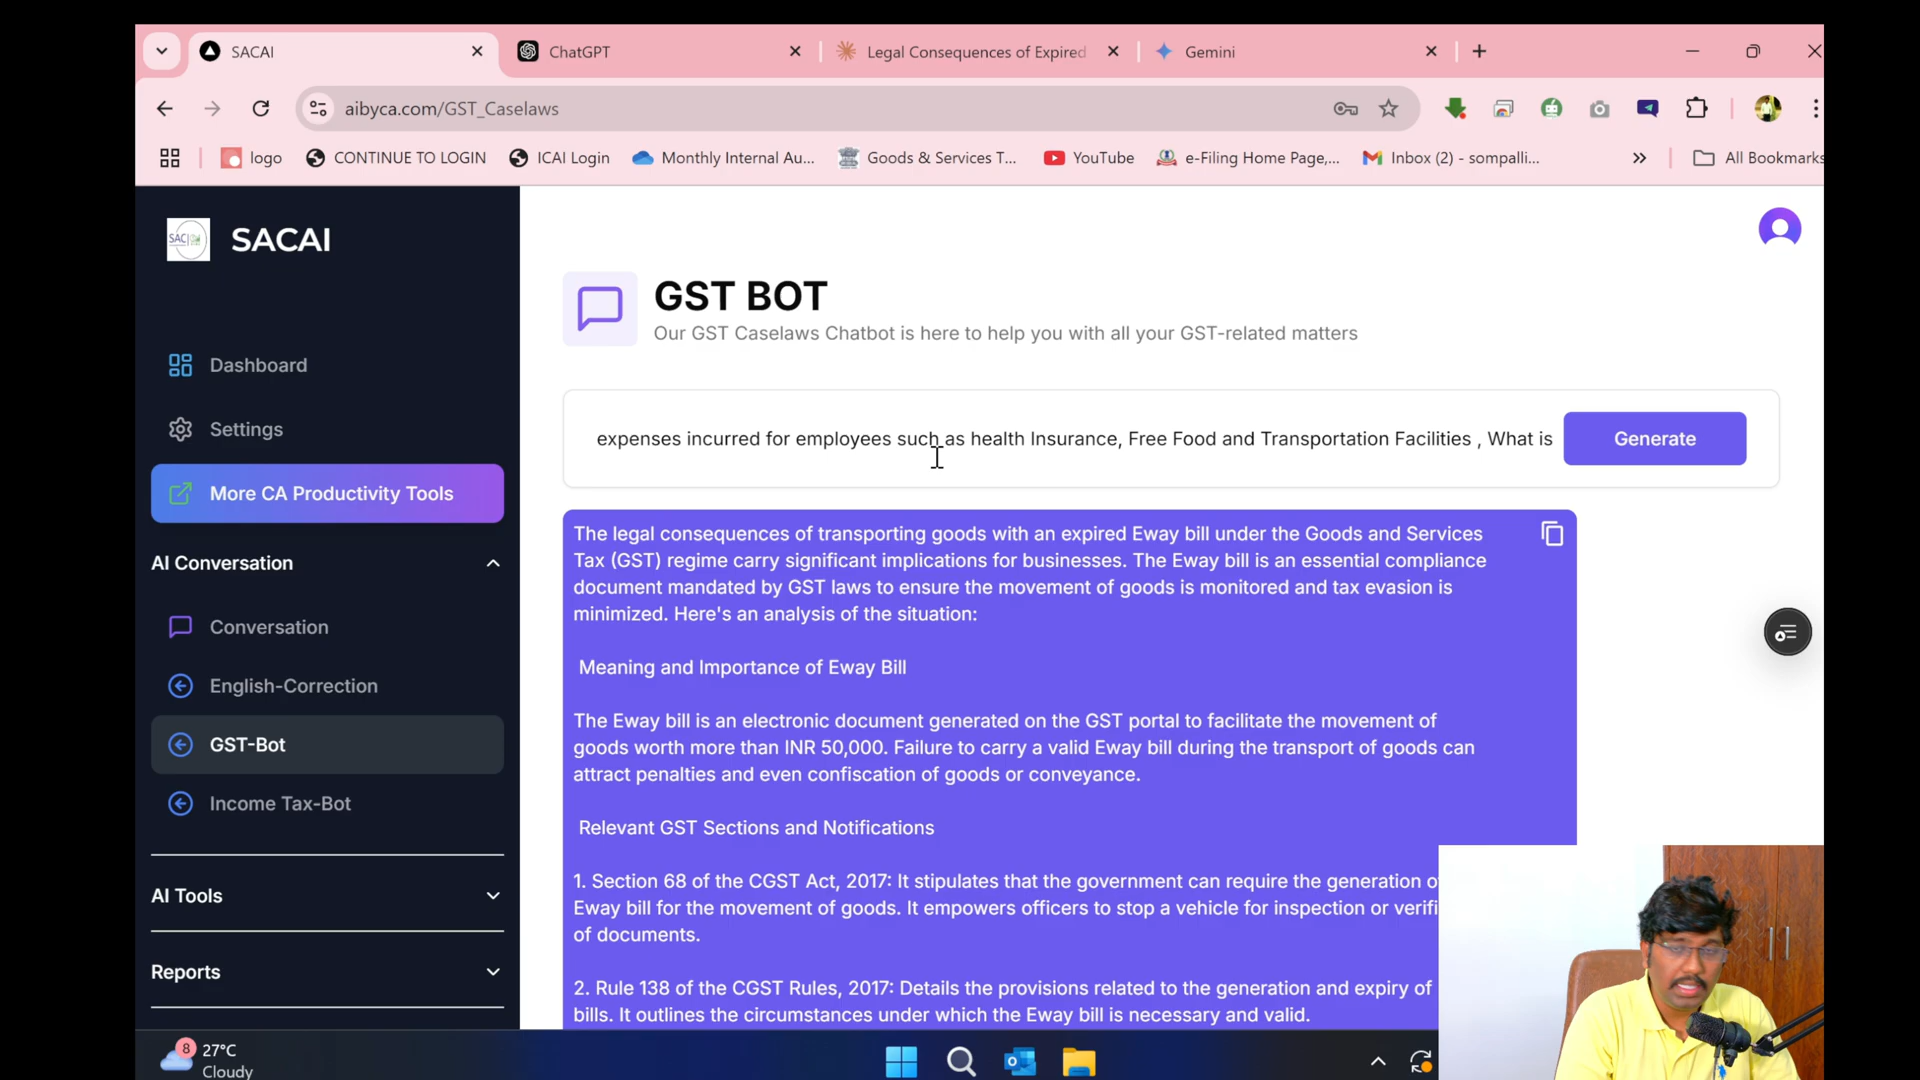 SACAI
ChatGPT
Legal Consequences of Expired
Gemini
aibyca.com/GST_Caselaws
logo
CONTINUE TO LOGIN
ICAI Login
Monthly Internal Au...
Goods & Services T...
YouTube
e-Filing Home Page,...
Inbox (2) - sompalli...
All Bookmarks
SACAI
GST BOT
Our GST Caselaws Chatbot is here to help you with all your GST-related matters
Dashboard
Settings
More CA Productivity Tools
AI Conversation
Conversation
English-Correction
GST-Bot
Income Tax-Bot
AI Tools
Reports
expenses incurred for employees such as health Insurance, Free Food and Transportation Facilities , What is
Generate
The legal consequences of transporting goods with an expired Eway bill under the Goods and Services
Tax (GST) regime carry significant implications for businesses. The Eway bill is an essential compliance
document mandated by GST laws to ensure the movement of goods is monitored and tax evasion is
minimized. Here's an analysis of the situation:
Meaning and Importance of Eway Bill
The Eway bill is an electronic document generated on the GST portal to facilitate the movement of
goods worth more than INR 50,000. Failure to carry a valid Eway bill during the transport of goods can
attract penalties and even confiscation of goods or conveyance.
Relevant GST Sections and Notifications
1. Section 68 of the CGST Act, 2017: It stipulates that the government can require the generation
Eway bill for the movement of goods. It empowers officers to stop a vehicle for inspection or verifi
of documents.
2. Rule 138 of the CGST Rules, 2017: Details the provisions related to the generation and expiry of
bills. It outlines the circumstances under which the Eway bill is necessary and valid.
8
27°C
Cloudy